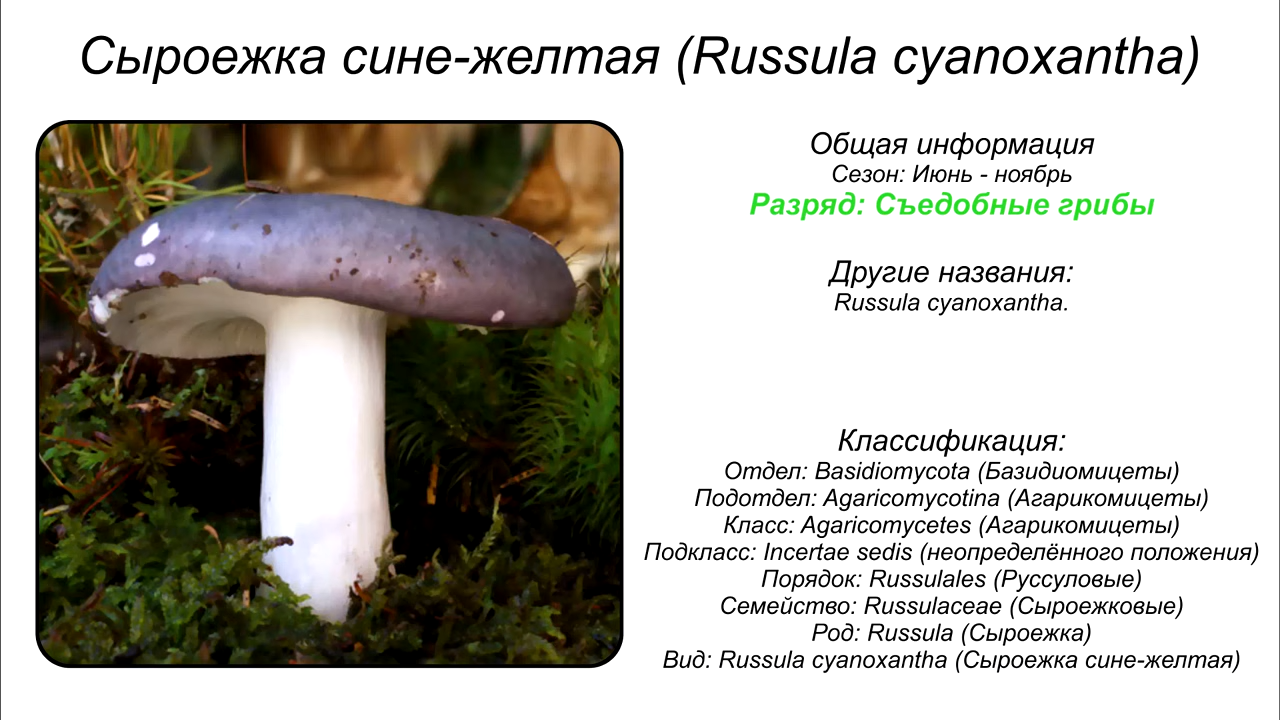 Сыроежка сине-желтая (Russula cyanoxantha)
Общая информация
Сезон: Июнь - ноябрь
Разряд: Съедобные грибы
Другие названия:
Russula cyanoxantha.
Классификация:
Отдел: Basidiomycota (Базидиомицеты)
Подотдел: Agaricomycotina (Агарикомицеты)
Класс: Agaricomycetes (Агарикомицеты)
Подкласс: Incertae sedis (неопределённого положения)
Порядок: Russulales (Руссуловые)
Семейство: Russulaceae (Сыроежковые)
Род: Russula (Сыроежка)
Вид: Russula cyanoxantha (Сыроежка сине-желтая)